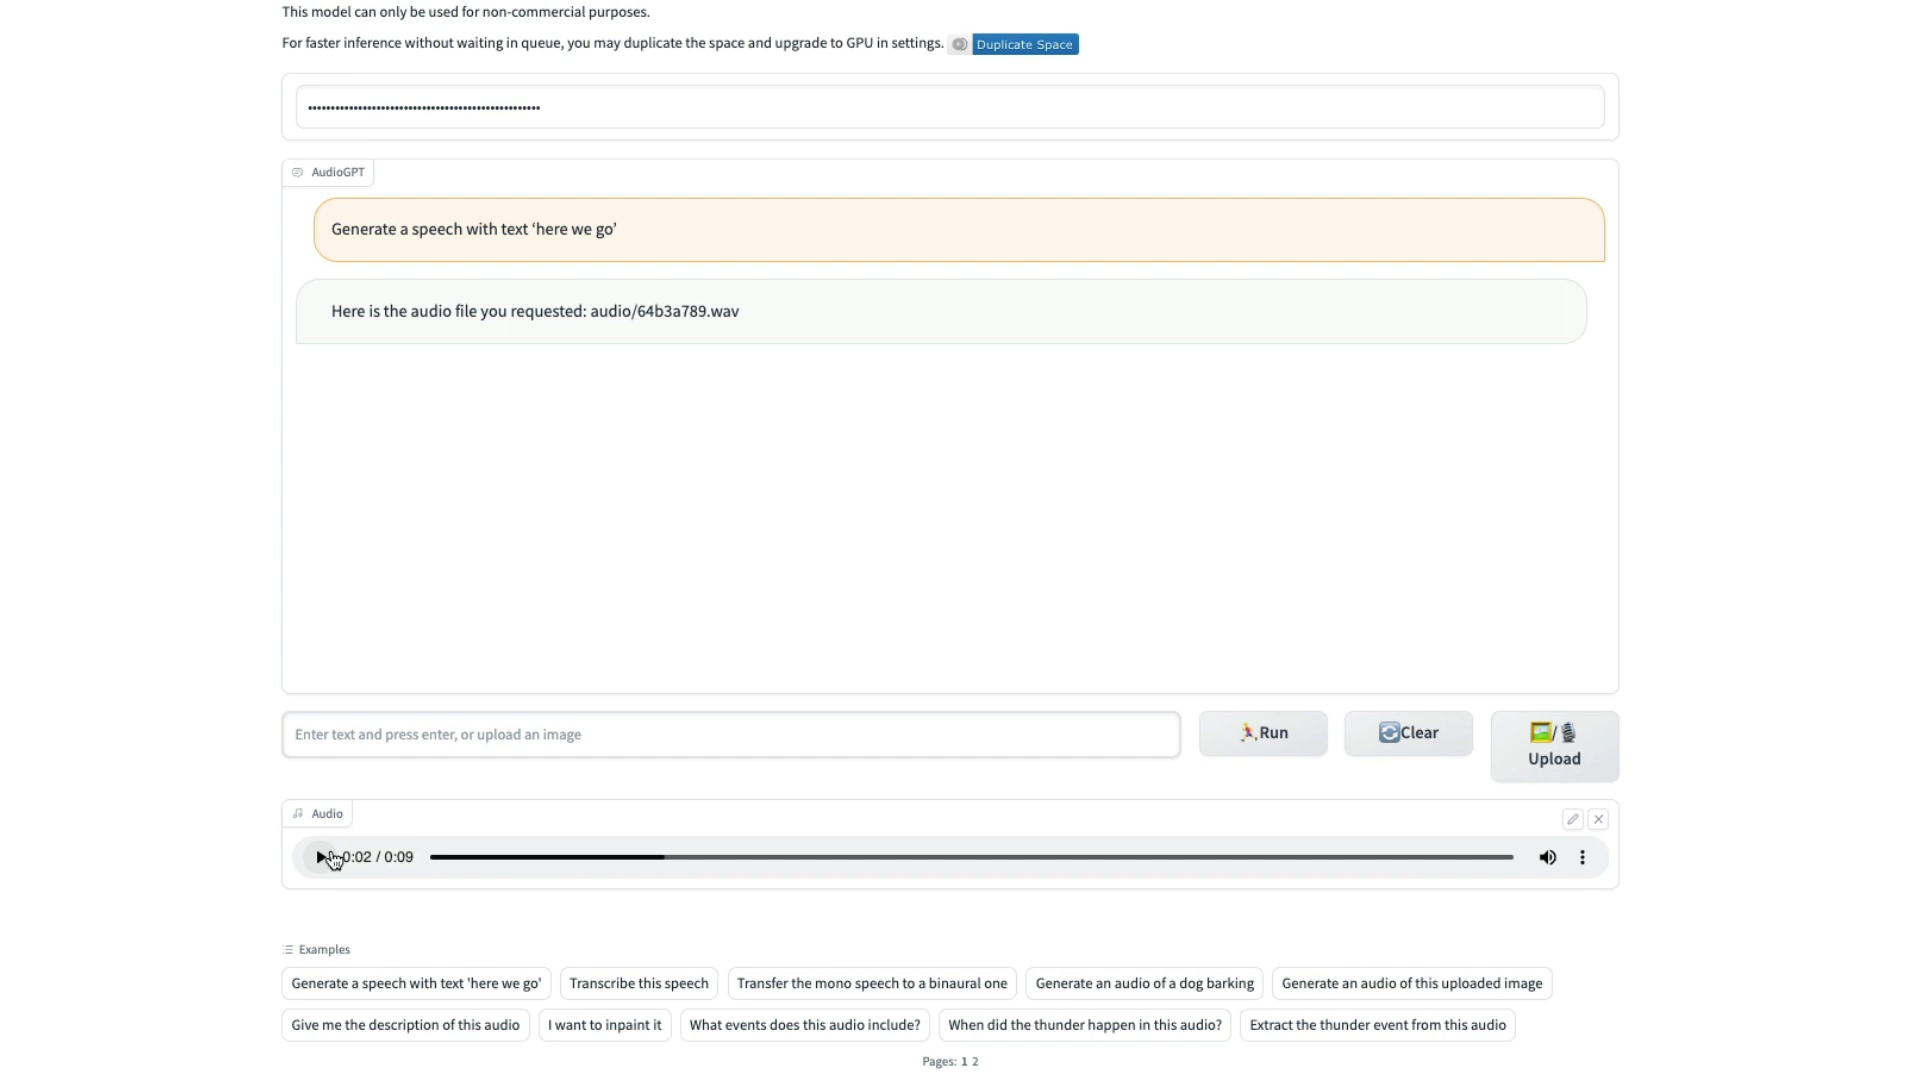 This model can only be used for non-commercial purposes.
For faster inference without waiting in queue, you may duplicate the space and upgrade to GPU in settings. Duplicate Space
••••••••••••••••••••••••••••••••••••••••••••••••••
AudioGPT
Generate a speech with text ‘here we go’
Here is the audio file you requested: audio/64b3a789.wav
Enter text and press enter, or upload an image
Run
Clear
/
Upload
Audio
0:02 / 0:09
Examples
Generate a speech with text 'here we go' Transcribe this speech Transfer the mono speech to a binaural one Generate an audio of a dog barking Generate an audio of this uploaded image
Give me the description of this audio I want to inpaint it What events does this audio include? When did the thunder happen in this audio? Extract the thunder event from this audio
Pages: 1 2